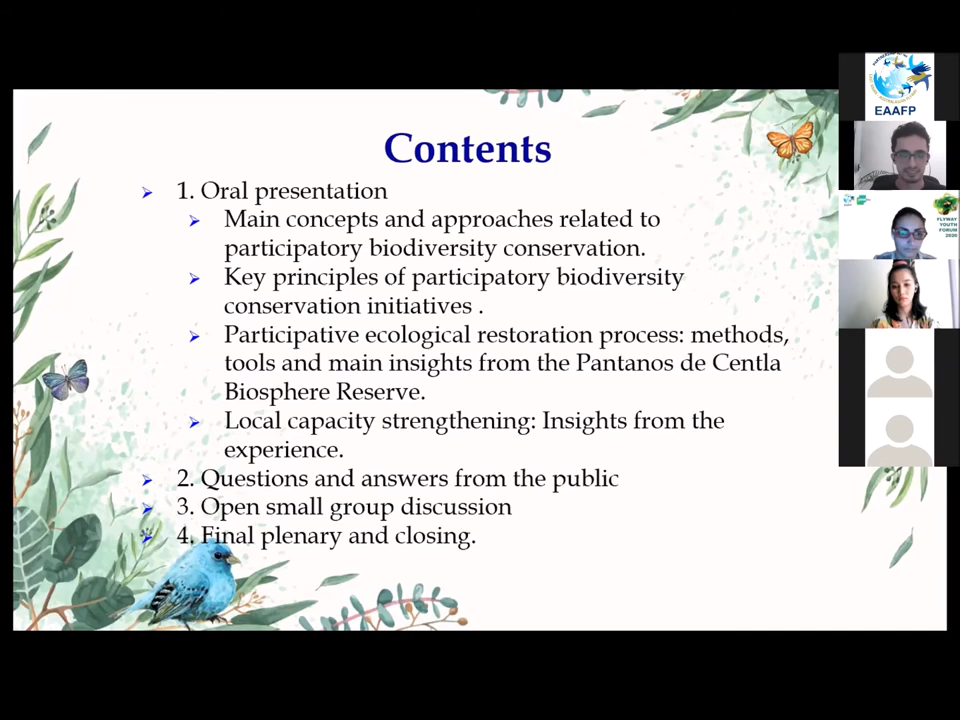 Contents
1. Oral presentation
Main concepts and approaches related to
participatory biodiversity conservation.
Key principles of participatory biodiversity
conservation initiatives .
Participative ecological restoration process: methods,
tools and main insights from the Pantanos de Centla
Biosphere Reserve.
Local capacity strengthening: Insights from the
experience.
2. Questions and answers from the public
3. Open small group discussion
4. Final plenary and closing.
EAAFP
FLYWAY
YOUTH
FORUM
2020